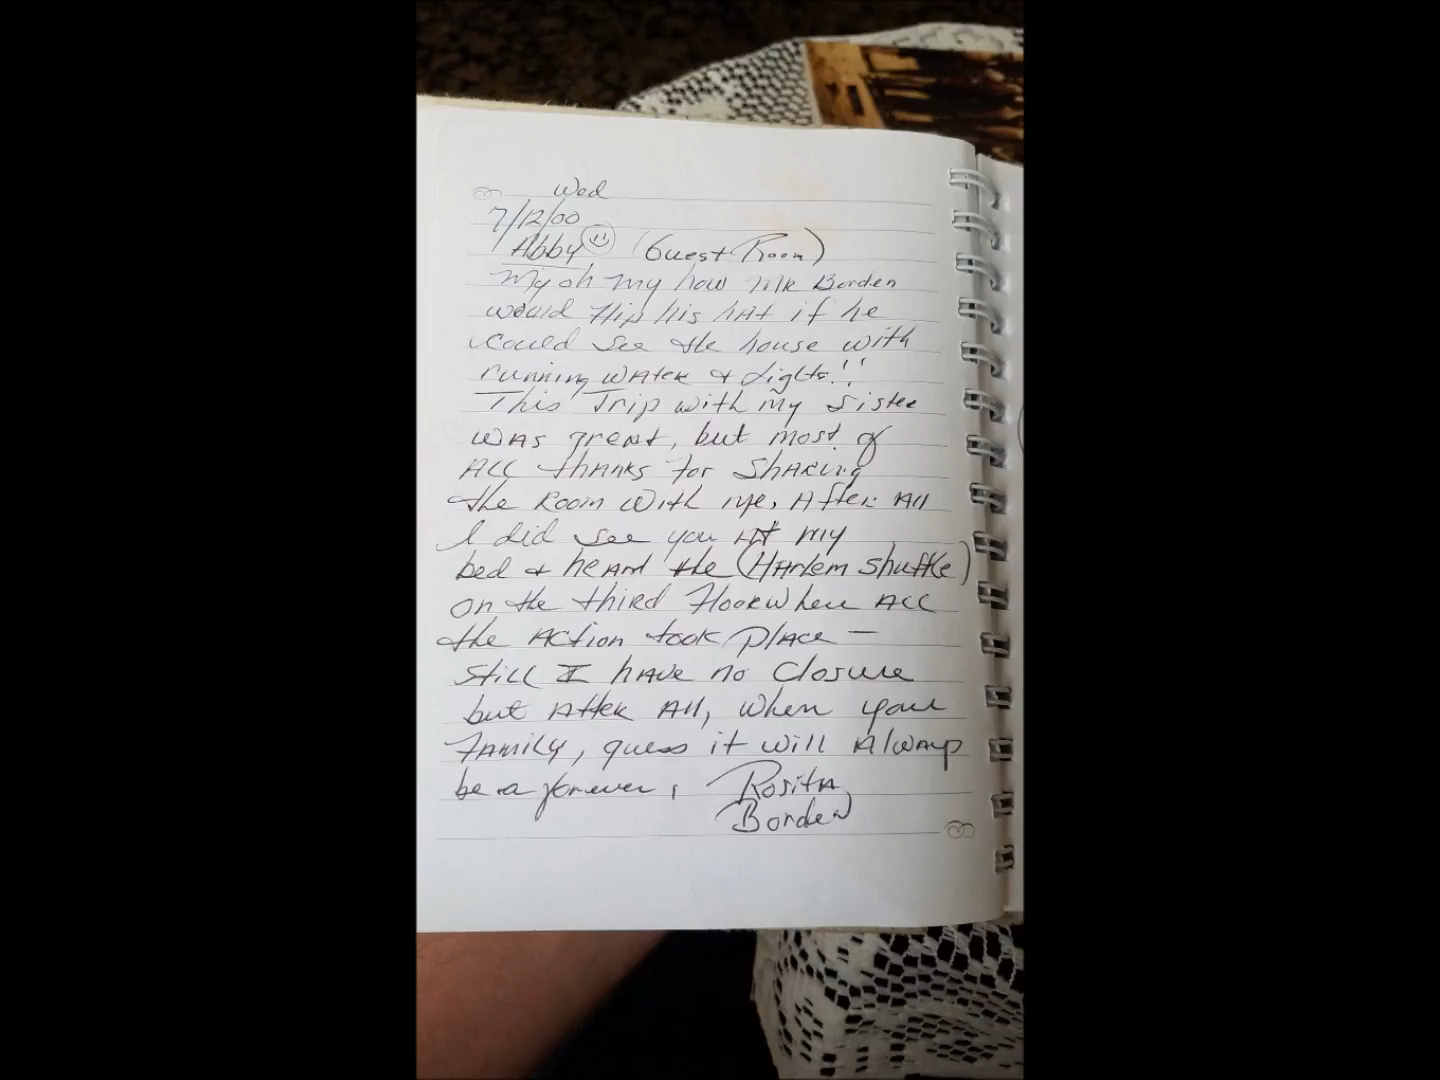 Wed
7/12/00
Abby (Guest Room)
My oh my how MR Borden
would flip his hat if he
could see the house with
running water & lights!!
This Trip with my Sister
was great, but most of
all thanks for sharing
the room with me. After all
I did see you at my
bed & heard the (Harlem shuffle)
on the third floor when all
the action took place —
Still I have no closure
but after all, when your
family, guess it will always
be a forever,
Rosita
Borden